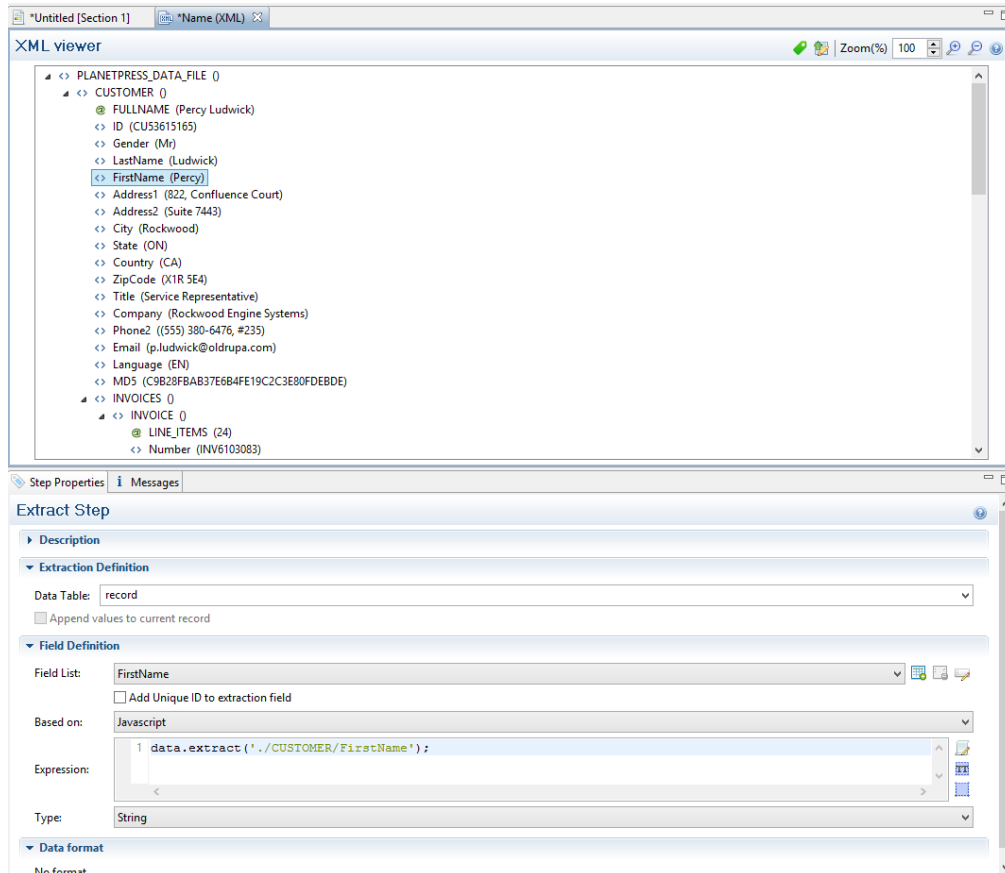 *Untitled [Section 1] *Name (XML)
XML viewer Zoom(%) 100
PLANETPRESS_DATA_FILE ()
CUSTOMER ()
@ FULLNAME (Percy Ludwick)
<> ID (CU53615165)
<> Gender (Mr)
<> LastName (Ludwick)
<> FirstName (Percy)
<> Address1 (822, Confluence Court)
<> Address2 (Suite 7443)
<> City (Rockwood)
<> State (ON)
<> Country (CA)
<> ZipCode (X1R 5E4)
<> Title (Service Representative)
<> Company (Rockwood Engine Systems)
<> Phone2 ((555) 380-6476, #235)
<> Email (p.ludwick@oldrupa.com)
<> Language (EN)
<> MD5 (C9B28FBAB37E6B4FE19C2C3E80FDEBDE)
<> INVOICES ()
<> INVOICE ()
@ LINE_ITEMS (24)
<> Number (INV6103083)
Step Properties i Messages
Extract Step
Description
Extraction Definition
Data Table: record
Append values to current record
Field Definition
Field List: FirstName
Add Unique ID to extraction field
Based on: Javascript
1 data.extract('./CUSTOMER/FirstName');
Expression:
Type: String
Data format
No format